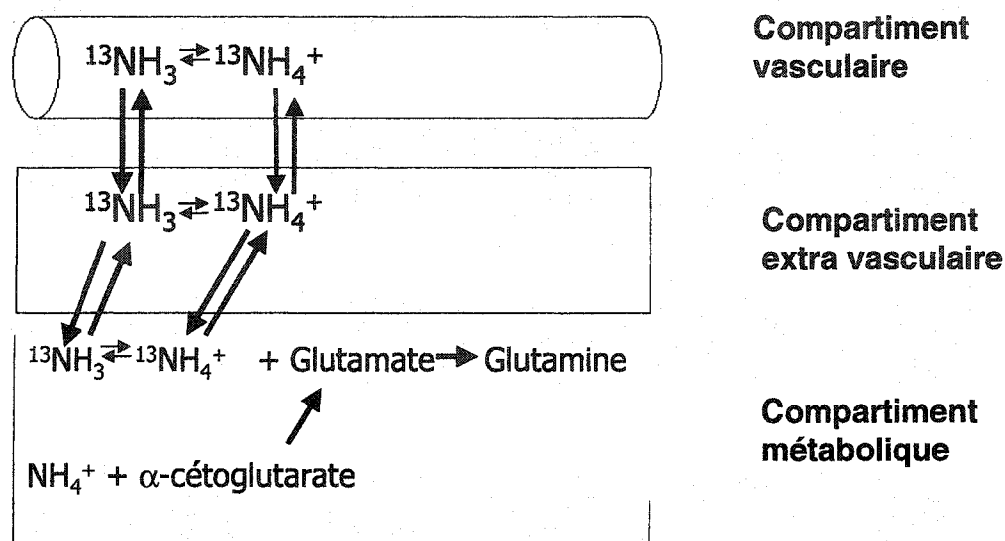 ¹³NH₃ ⇄ ¹³NH₄⁺
Compartiment
vasculaire
¹³NH₃ ⇄ ¹³NH₄⁺
Compartiment
extra vasculaire
¹³NH₃ ⇄ ¹³NH₄⁺ + Glutamate → Glutamine
Compartiment
métabolique
NH₄⁺ + α-cétoglutarate